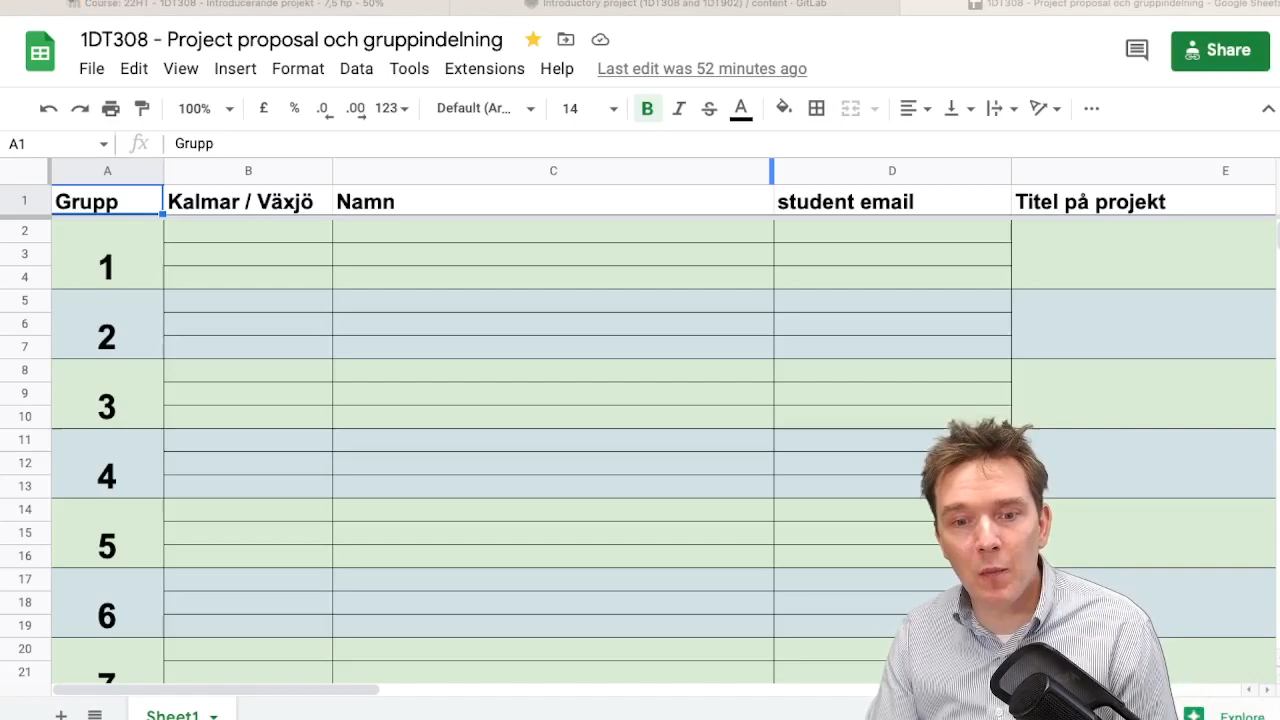 Course: 22HT - 1DT308 - Introducerande projekt - 7,5 hp - 50%
Introductory project (1DT308 and 1DT902) / content · GitLab
1DT308 - Project proposal och gruppindelning - Google Sheets
1DT308 - Project proposal och gruppindelning
Share
File Edit View Insert Format Data Tools Extensions Help Last edit was 52 minutes ago
100% £ % .0 .00 123 Default (Ar... 14 B I S A
A1 fx Grupp
A B C D E
1 Grupp Kalmar / Växjö Namn student email Titel på projekt
2
3
4
1
5
6
7
2
8
9
10
3
11
12
13
4
14
15
16
5
17
18
19
6
20
21
7
Sheet1
Explore